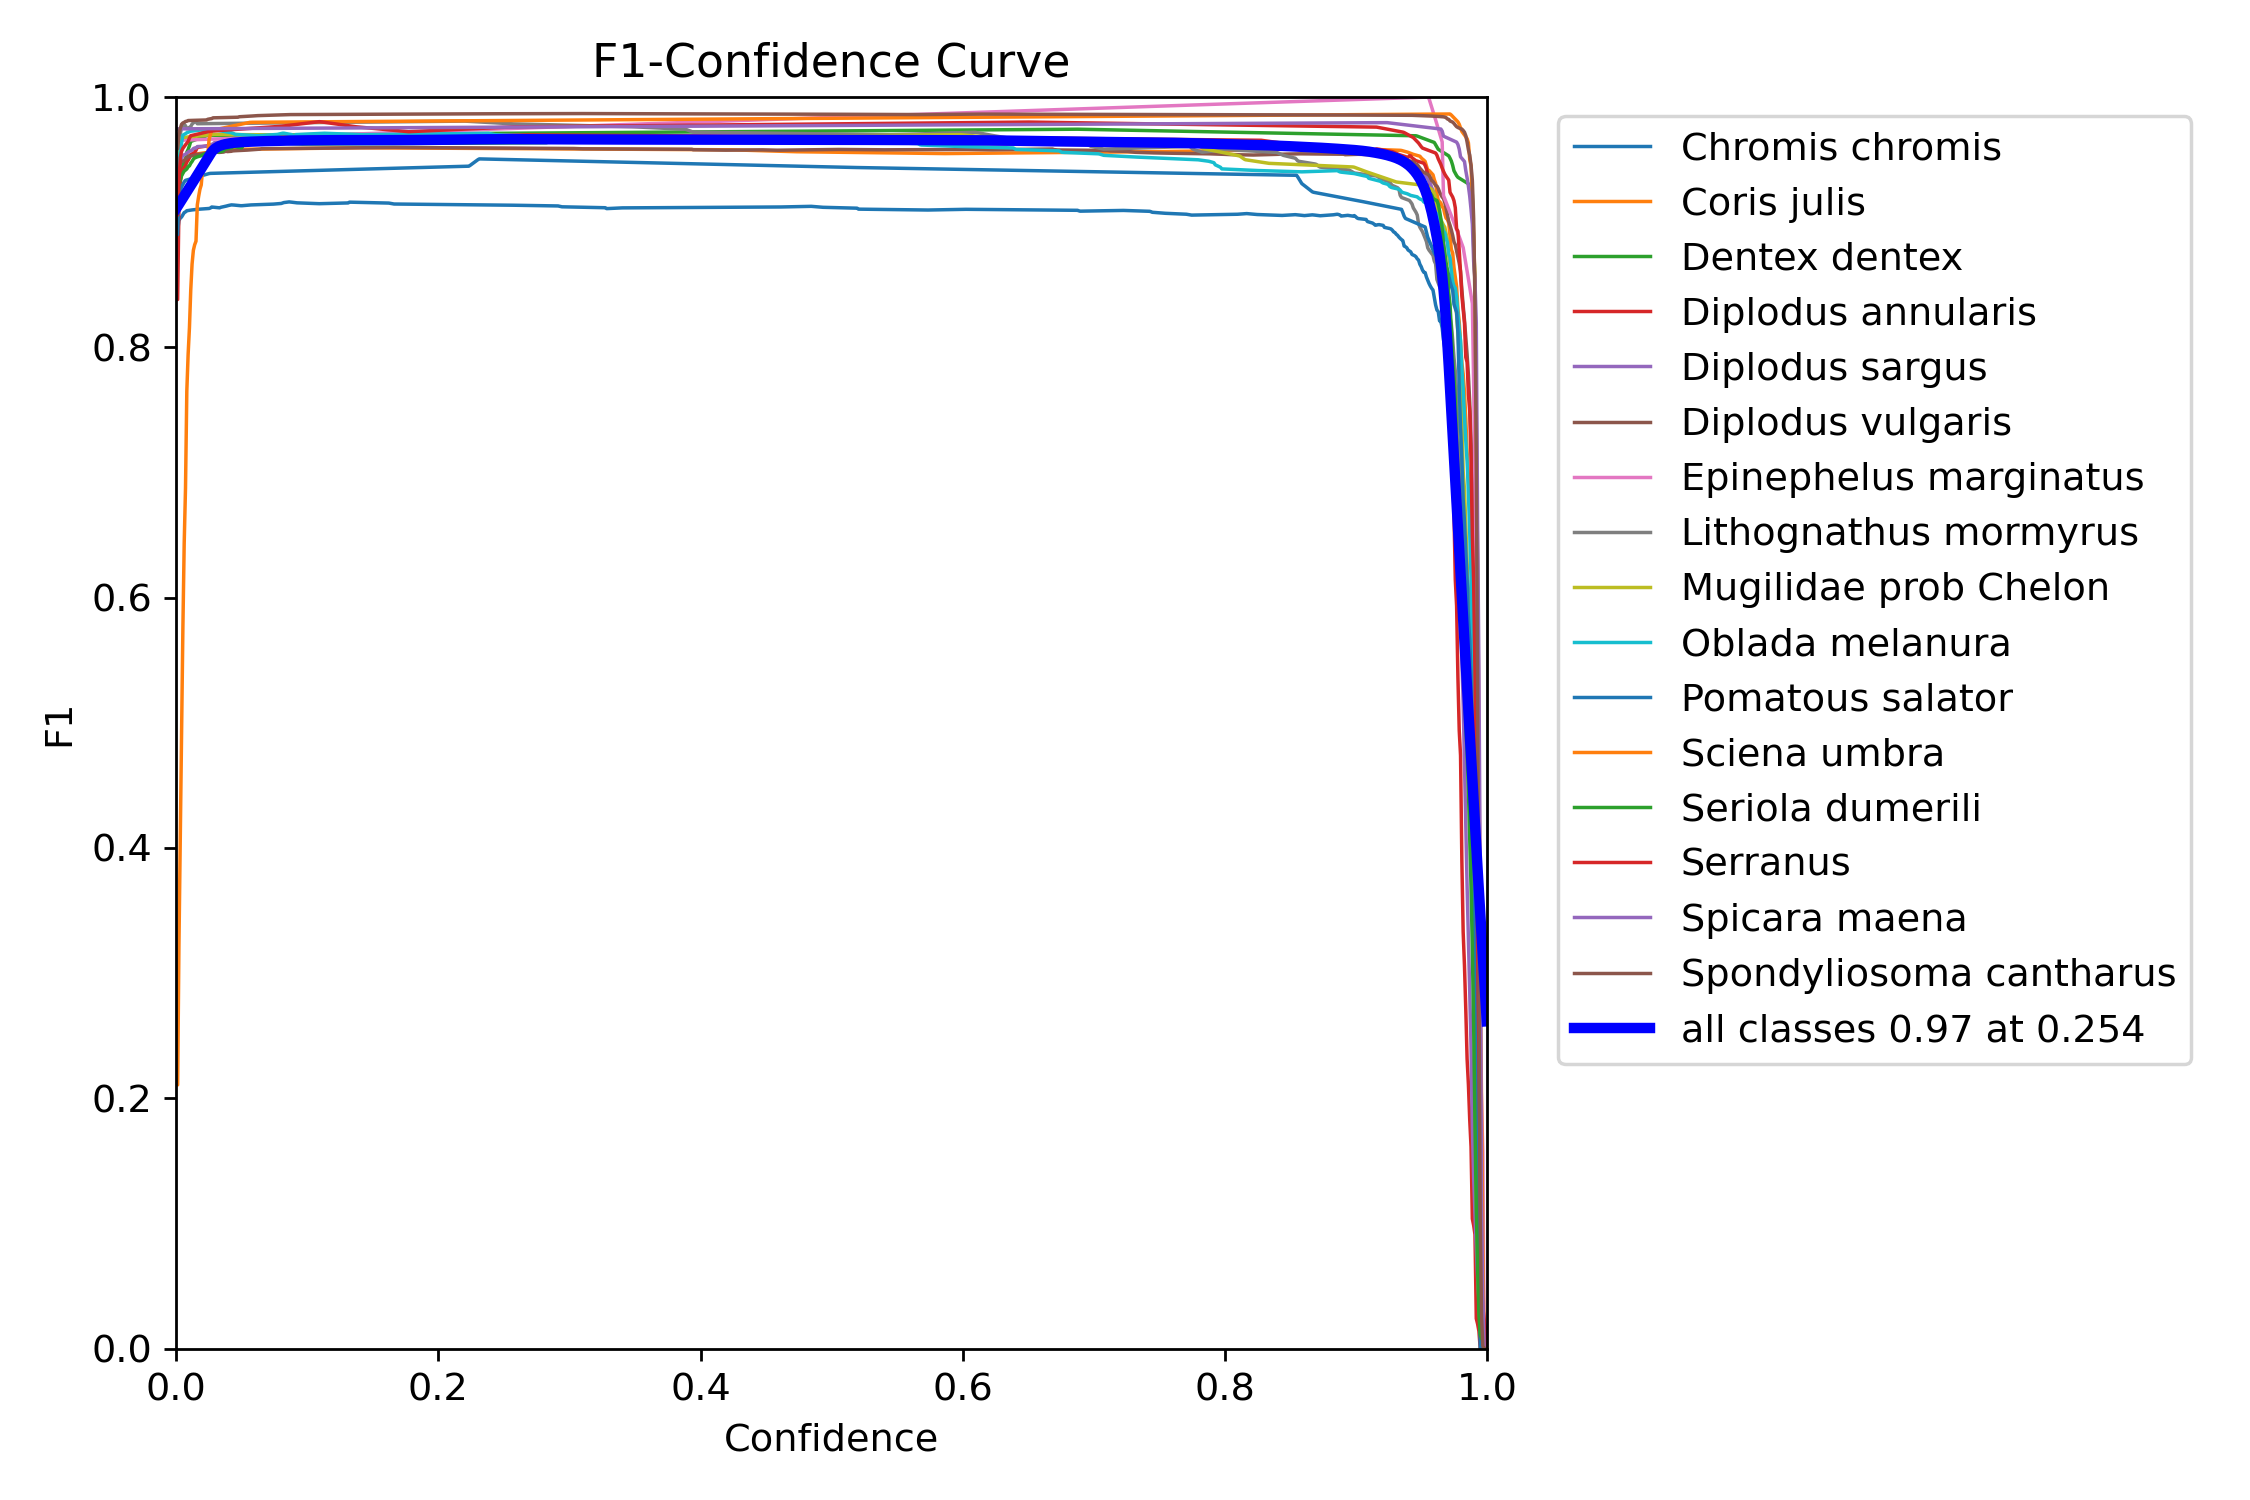 F1-Confidence Curve
1.0
0.8
0.6
0.4
0.2
0.0
F1
0.0 0.2 0.4 0.6 0.8 1.0
Confidence
Chromis chromis
Coris julis
Dentex dentex
Diplodus annularis
Diplodus sargus
Diplodus vulgaris
Epinephelus marginatus
Lithognathus mormyrus
Mugilidae prob Chelon
Oblada melanura
Pomatous salator
Sciena umbra
Seriola dumerili
Serranus
Spicara maena
Spondyliosoma cantharus
all classes 0.97 at 0.254